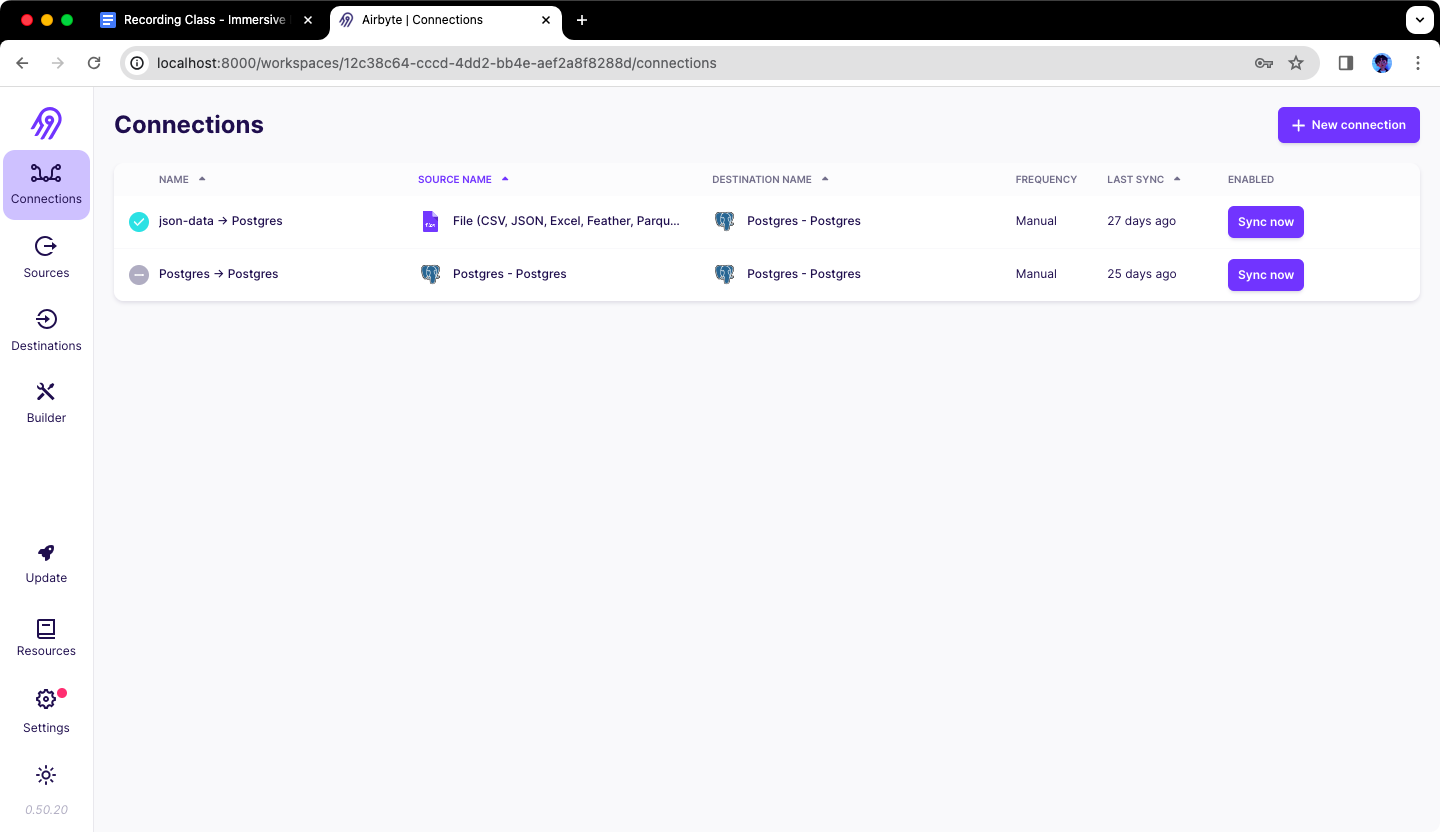 Recording Class - Immersive
Airbyte | Connections
localhost:8000/workspaces/12c38c64-cccd-4dd2-bb4e-aef2a8f8288d/connections
Connections
New connection
NAME SOURCE NAME DESTINATION NAME FREQUENCY LAST SYNC ENABLED
json-data → Postgres File (CSV, JSON, Excel, Feather, Parqu... Postgres - Postgres Manual 27 days ago Sync now
Postgres → Postgres Postgres - Postgres Postgres - Postgres Manual 25 days ago Sync now
Connections
Sources
Destinations
Builder
Update
Resources
Settings
0.50.20